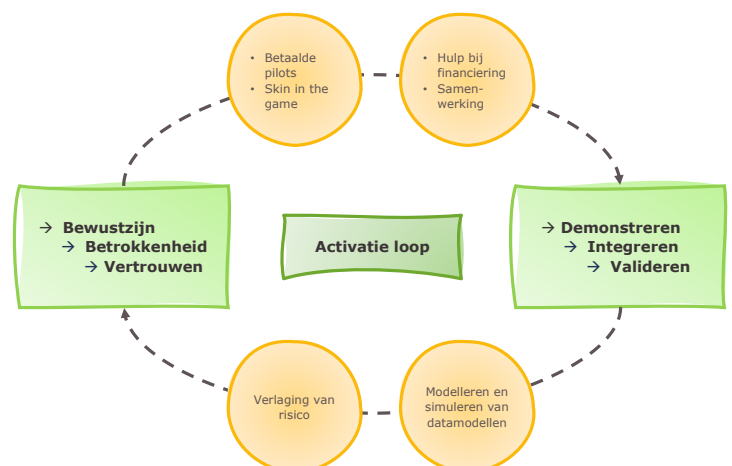 • Betaalde
pilots
• Skin in the
game
• Hulp bij
financiering
• Samen-
werking
→ Bewustzijn
→ Betrokkenheid
→ Vertrouwen
Activatie loop
→ Demonstreren
→ Integreren
→ Valideren
Verlaging van
risico
Modelleren en
simuleren van
datamodellen